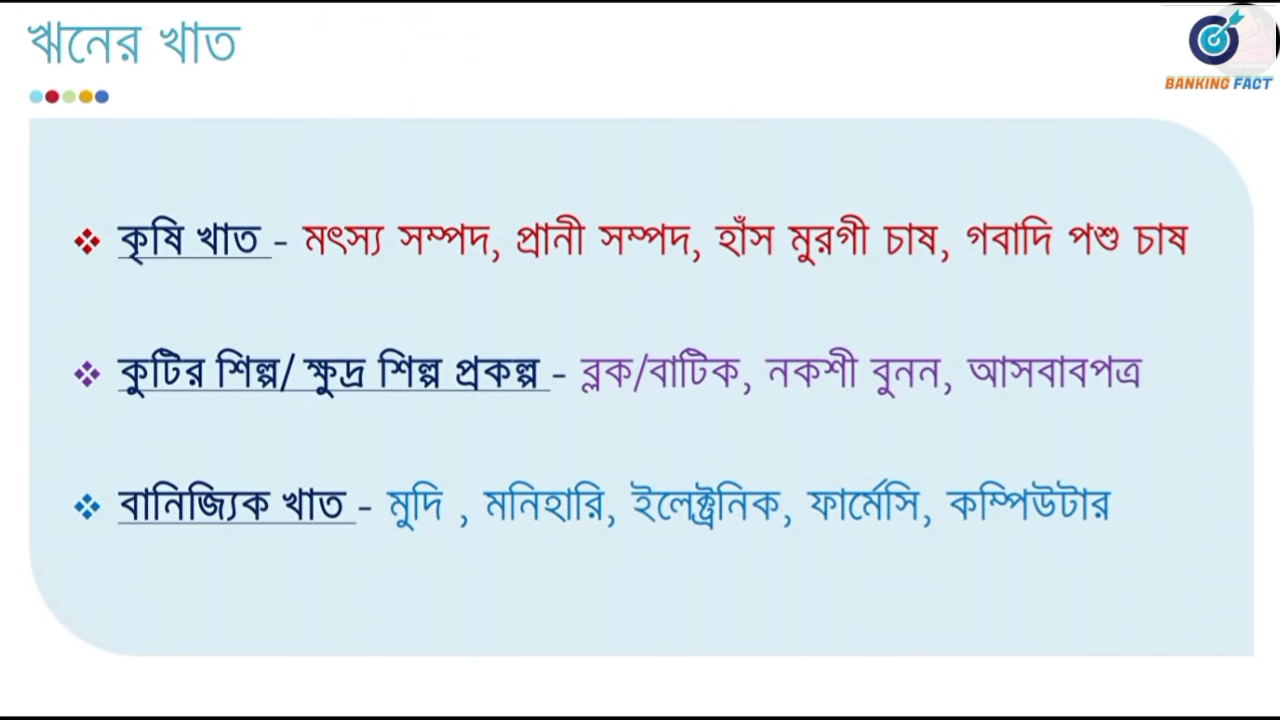 ঋনের খাত
BANKING FACT
❖ কৃষি খাত - মৎস্য সম্পদ, প্রানী সম্পদ, হাঁস মুরগী চাষ, গবাদি পশু চাষ
❖ কুটির শিল্প/ ক্ষুদ্র শিল্প প্রকল্প - ব্লক/বাটিক, নকশী বুনন, আসবাবপত্র
❖ বানিজ্যিক খাত - মুদি , মনিহারি, ইলেক্ট্রনিক, ফার্মেসি, কম্পিউটার